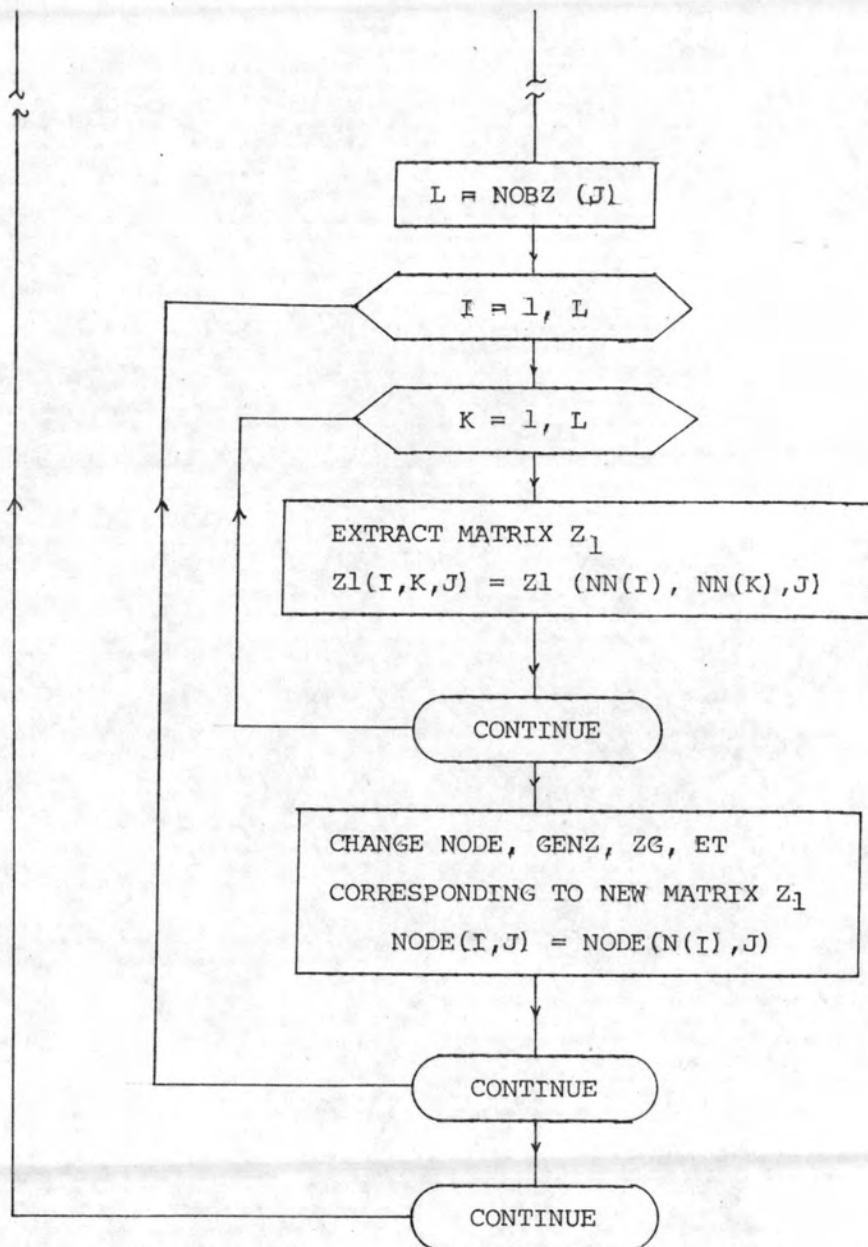 L = NOBZ (J)
I = 1, L
K = 1, L
EXTRACT MATRIX Z1
Z1(I,K,J) = Z1 (NN(I), NN(K),J)
CONTINUE
CHANGE NODE, GENZ, ZG, ET
CORRESPONDING TO NEW MATRIX Z1
NODE(I,J) = NODE(N(I),J)
CONTINUE
CONTINUE